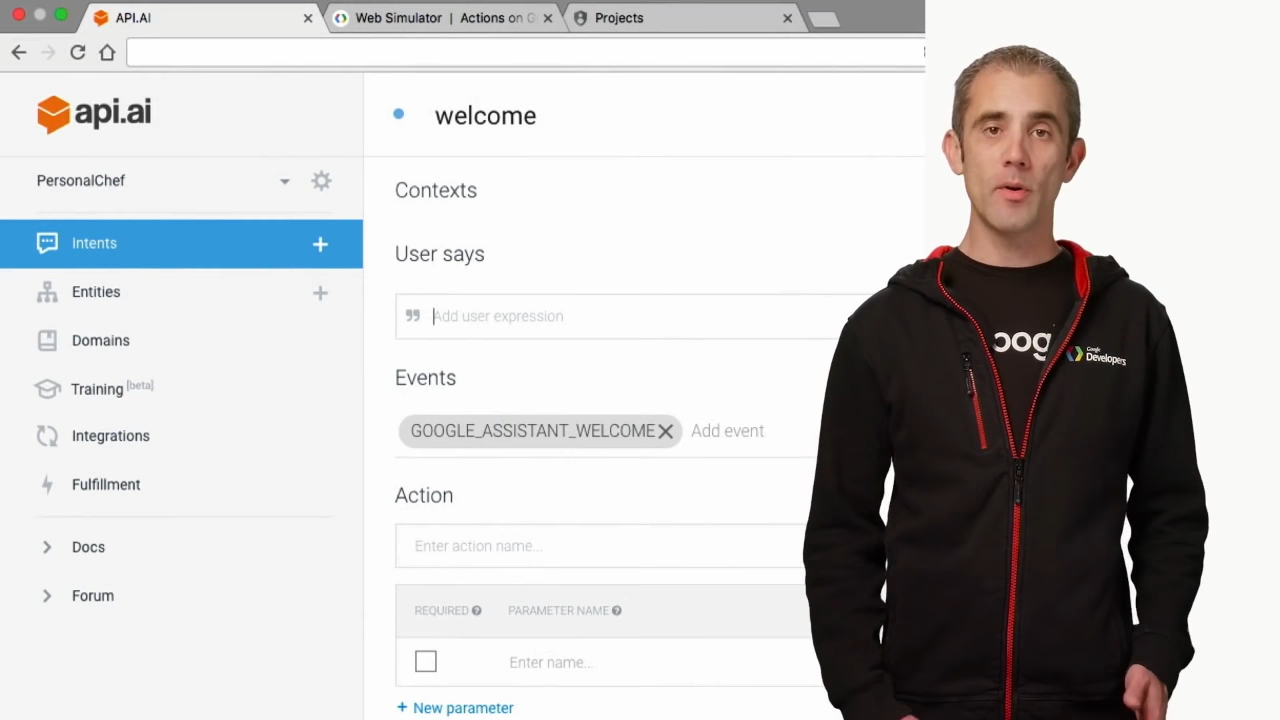 API.AI
Web Simulator | Actions on G
Projects
api.ai
welcome
PersonalChef
Contexts
Intents
User says
Entities
Add user expression
Domains
Events
Training [beta]
GOOGLE_ASSISTANT_WELCOME Add event
Integrations
Fulfillment
Action
Docs
Enter action name...
Forum
REQUIRED PARAMETER NAME
Enter name...
+ New parameter
oog
Google
Developers